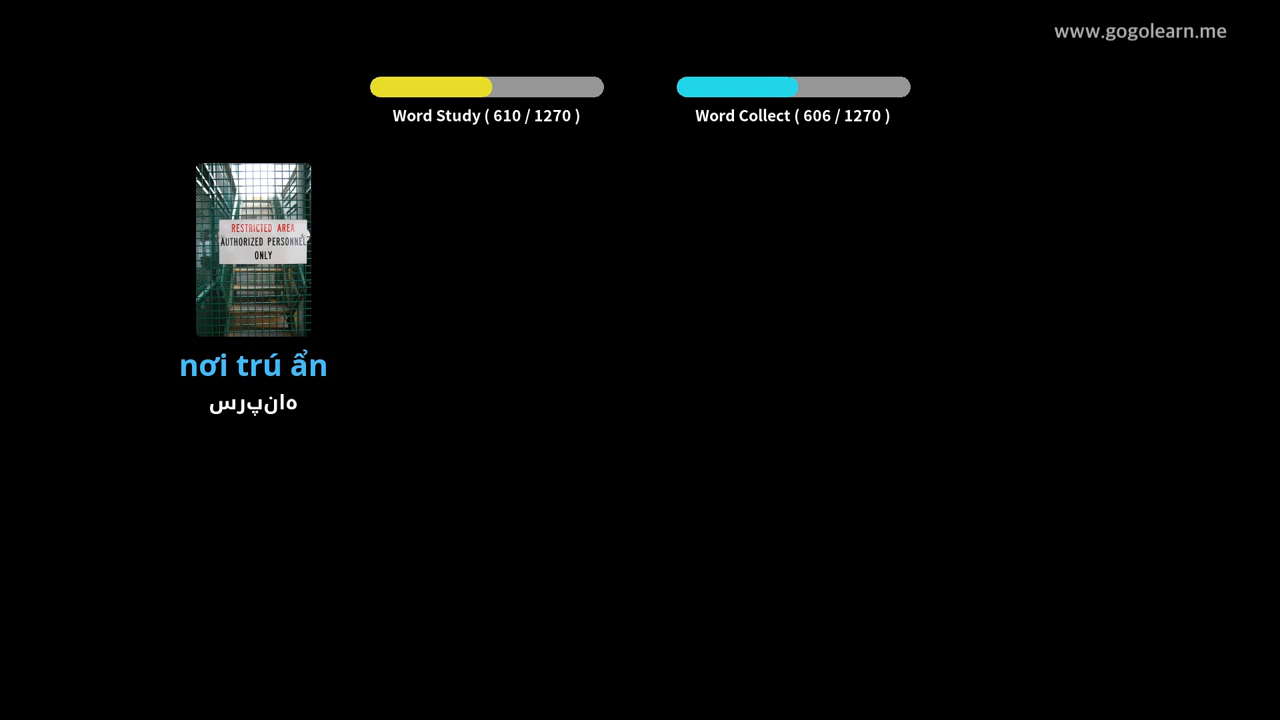 www.gogolearn.me
Word Study ( 610 / 1270 )
Word Collect ( 606 / 1270 )
RESTRICTED AREA
AUTHORIZED PERSONNEL
ONLY
nơi trú ẩn
هانپرس